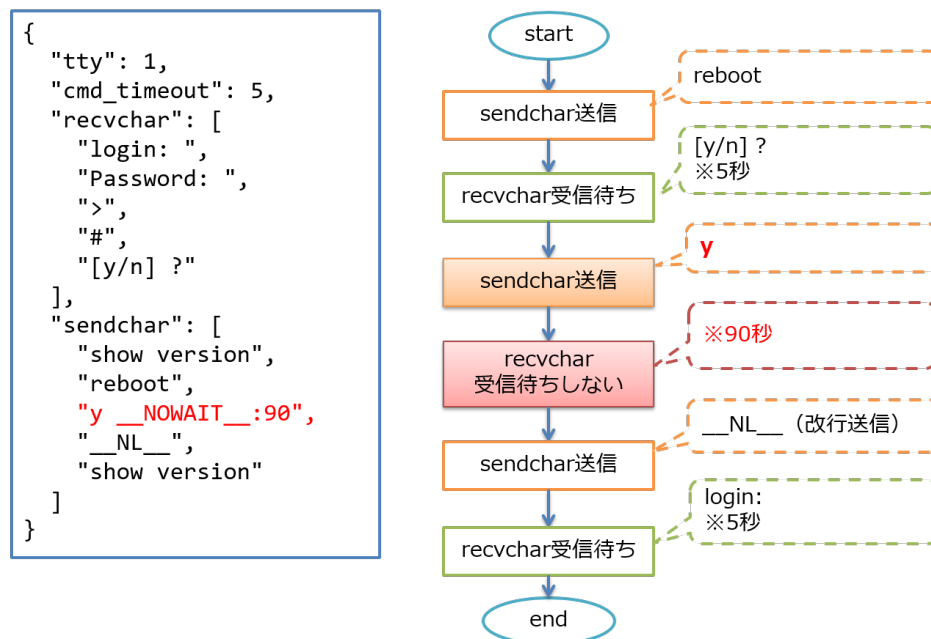 {
"tty": 1,
"cmd_timeout": 5,
"recvchar": [
"login: ",
"Password: ",
">",
"#",
"[y/n] ?"
],
"sendchar": [
"show version",
"reboot",
"y __NOWAIT__:90",
"__NL__",
"show version"
]
}
start
sendchar送信
reboot
recvchar受信待ち
[y/n] ?
※5秒
sendchar送信
y
recvchar
受信待ちしない
※90秒
sendchar送信
__NL__（改行送信）
recvchar受信待ち
login:
※5秒
end